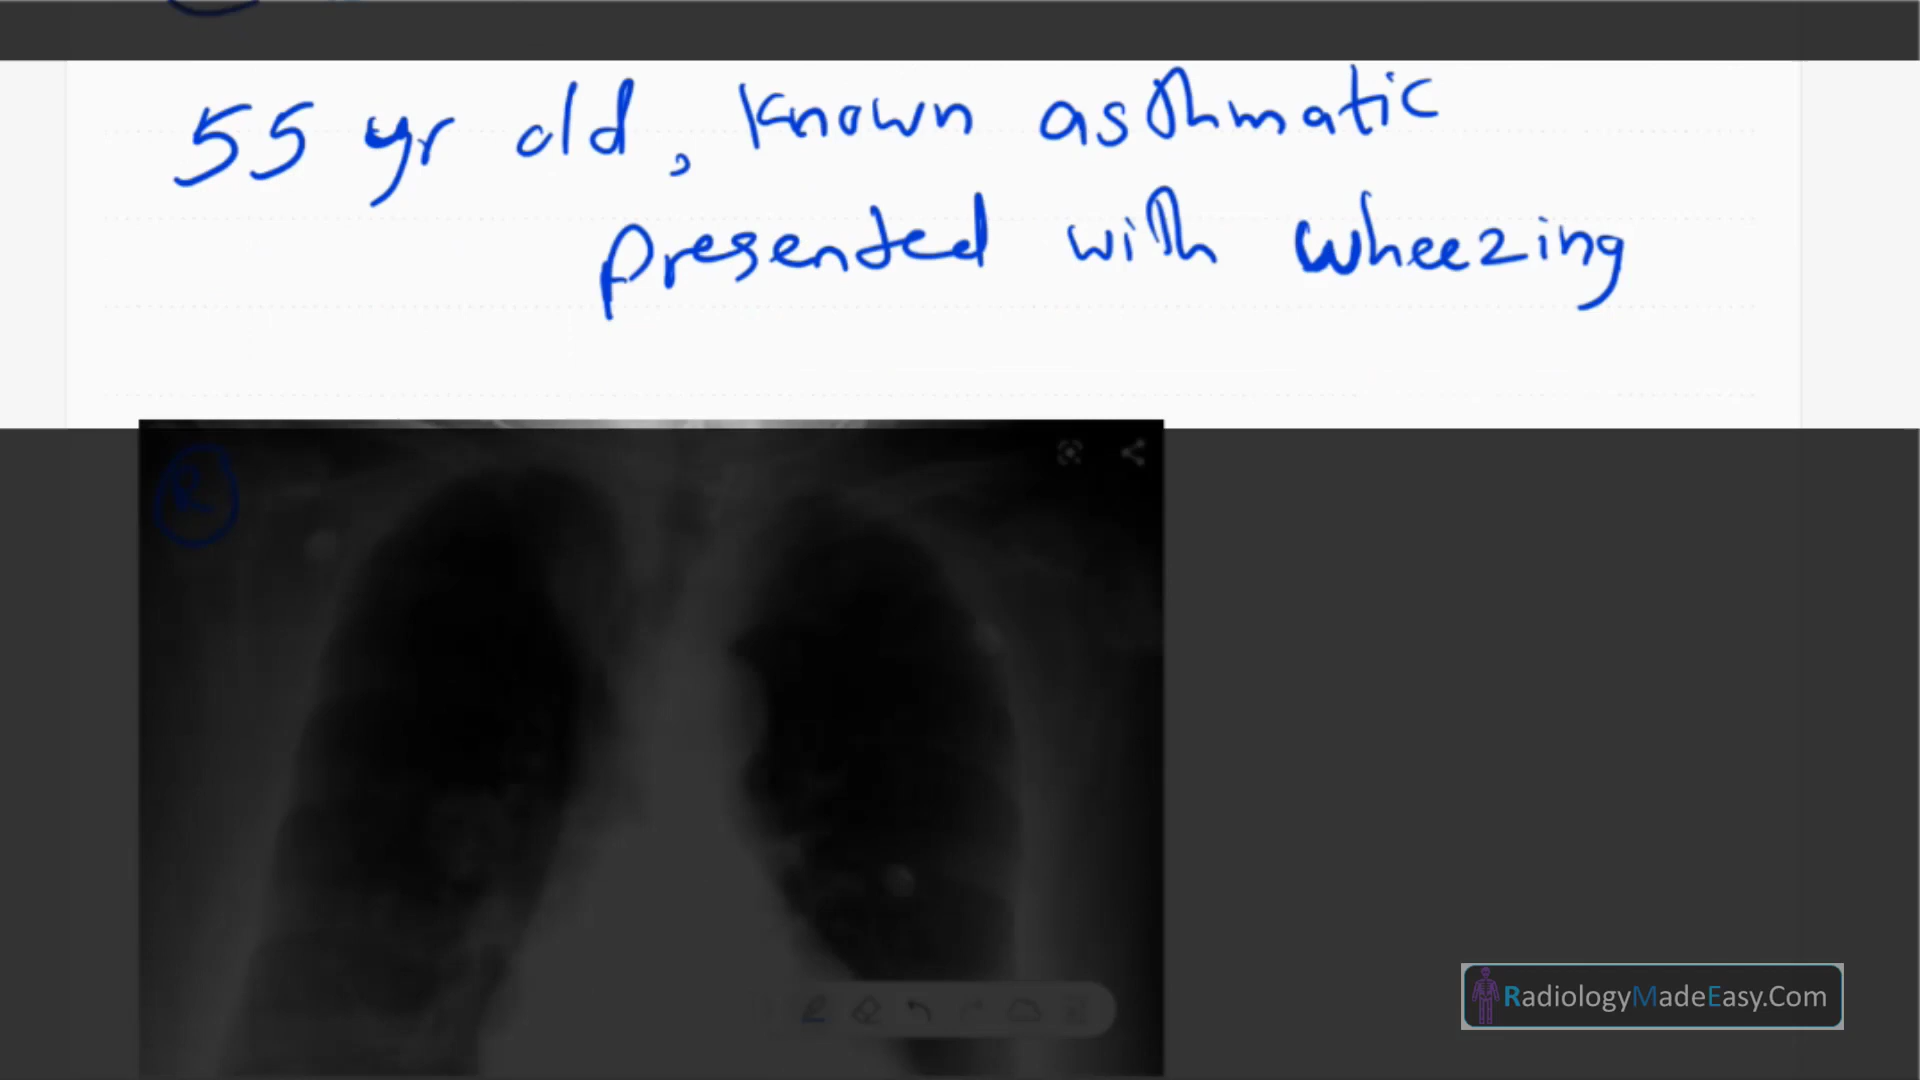 55 yr old, known asthmatic
presented with wheezing
R
RadiologyMadeEasy.Com